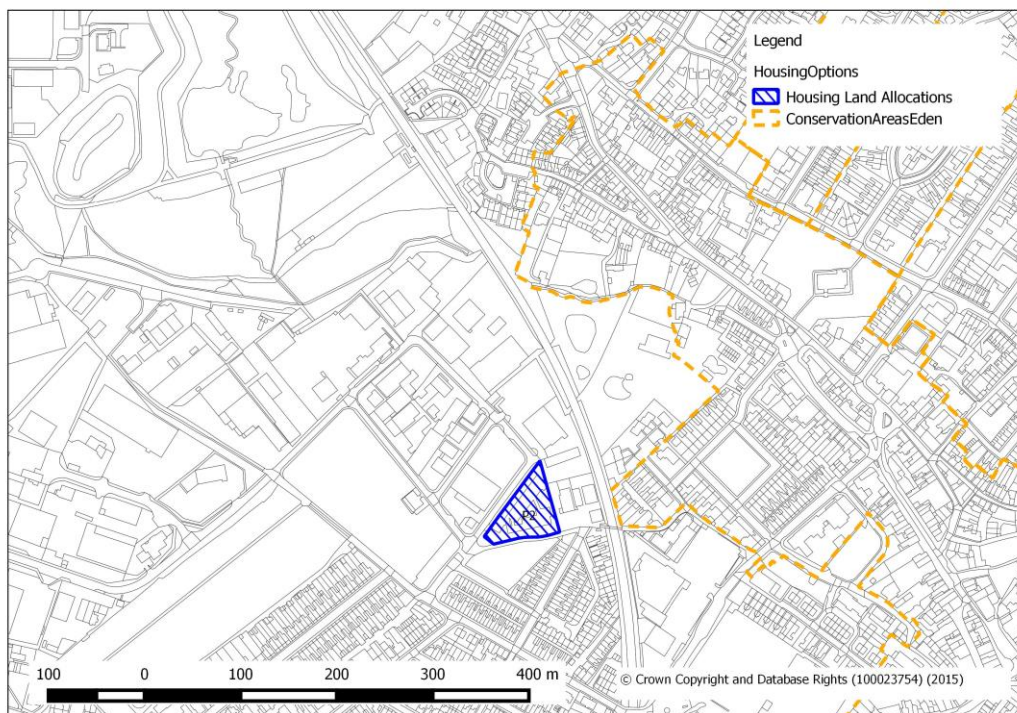 Legend
HousingOptions
Housing Land Allocations
ConservationAreasEden
P2
100 0 100 200 300 400 m
© Crown Copyright and Database Rights (100023754) (2015)